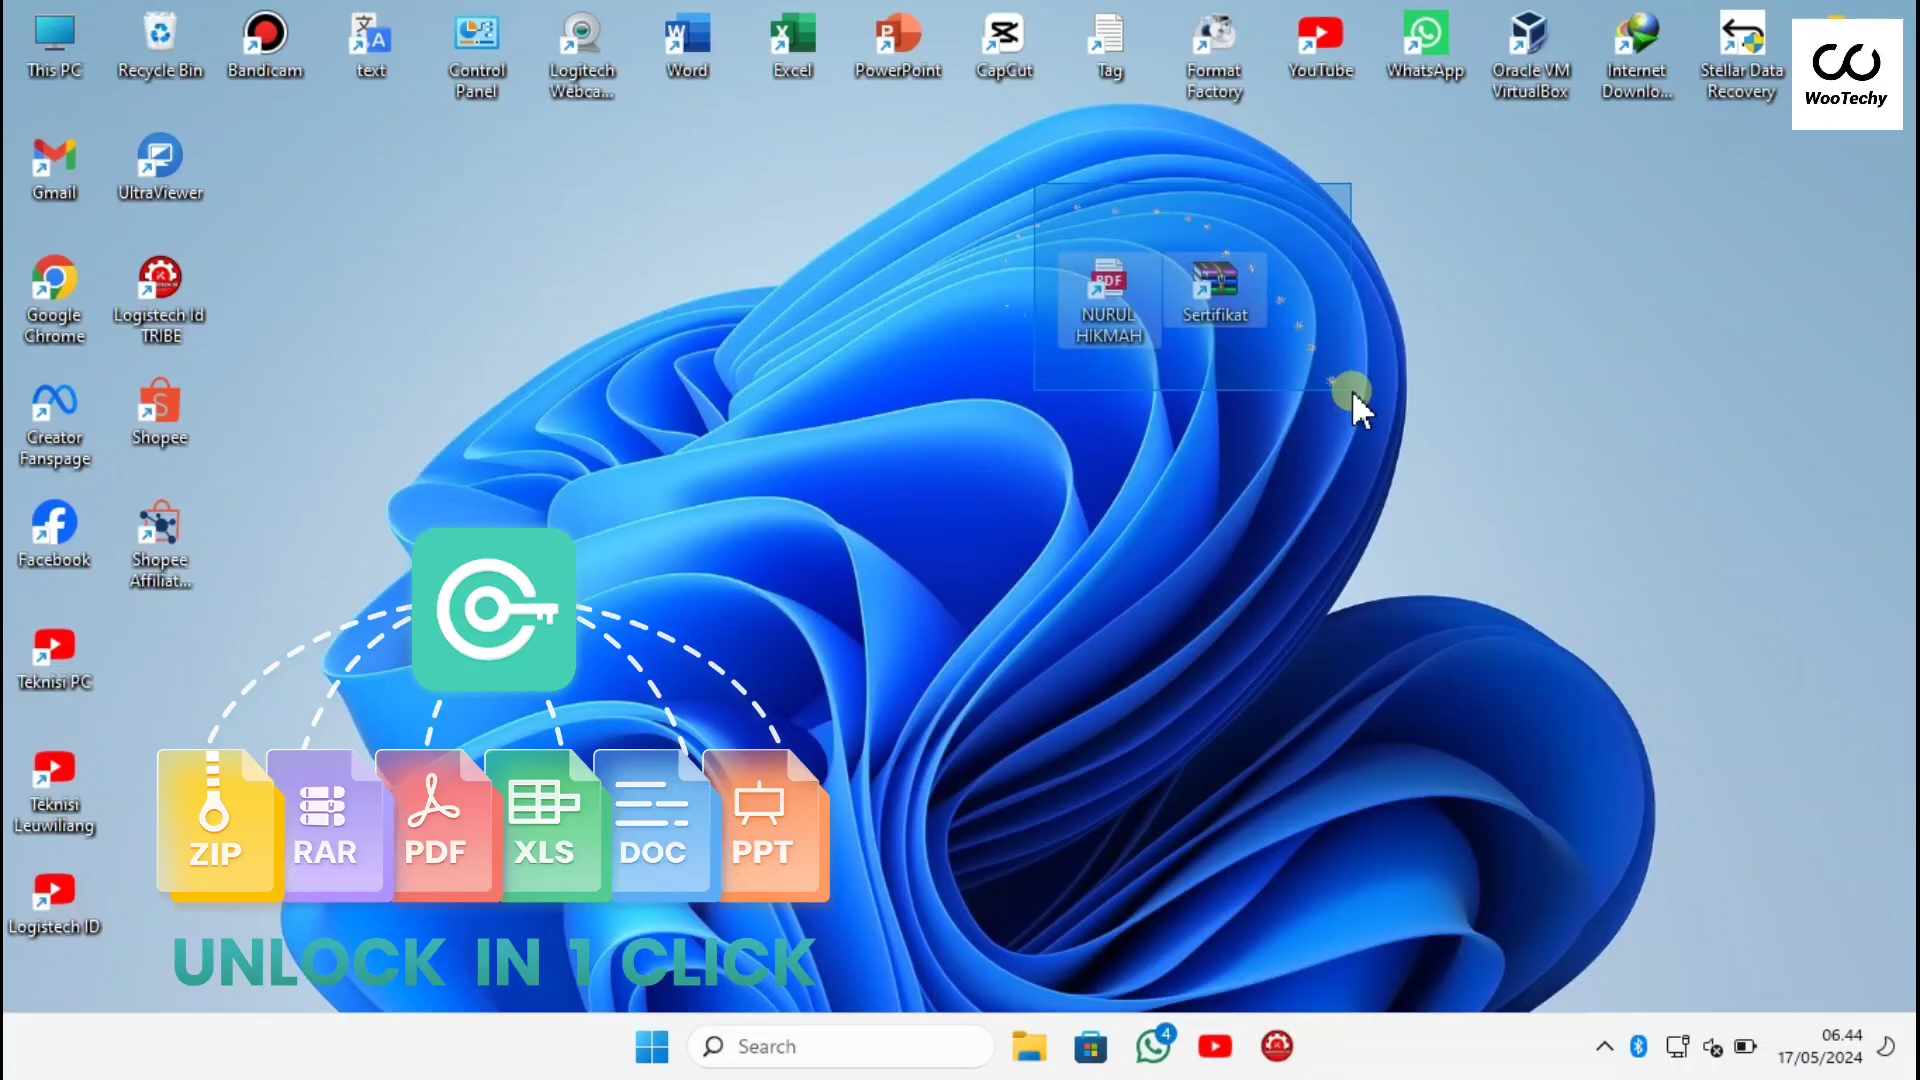 This PC
Recycle Bin
Bandicam
text
Control
Panel
Logitech
Webca...
Word
Excel
PowerPoint
CapCut
Tag
Format
Factory
YouTube
WhatsApp
Oracle VM
VirtualBox
Internet
Downlo...
Stellar Data
Recovery
WooTechy
Gmail
UltraViewer
Google
Chrome
Logistech Id
TRIBE
PDF
NURUL
HIKMAH
Sertifikat
Creator
Fanspage
Shopee
Facebook
Shopee
Affiliat...
Teknisi PC
Teknisi
Leuwiliang
Logistech ID
ZIP
RAR
PDF
XLS
DOC
PPT
UNLOCK IN 1 CLICK
Search
4
06.44
17/05/2024